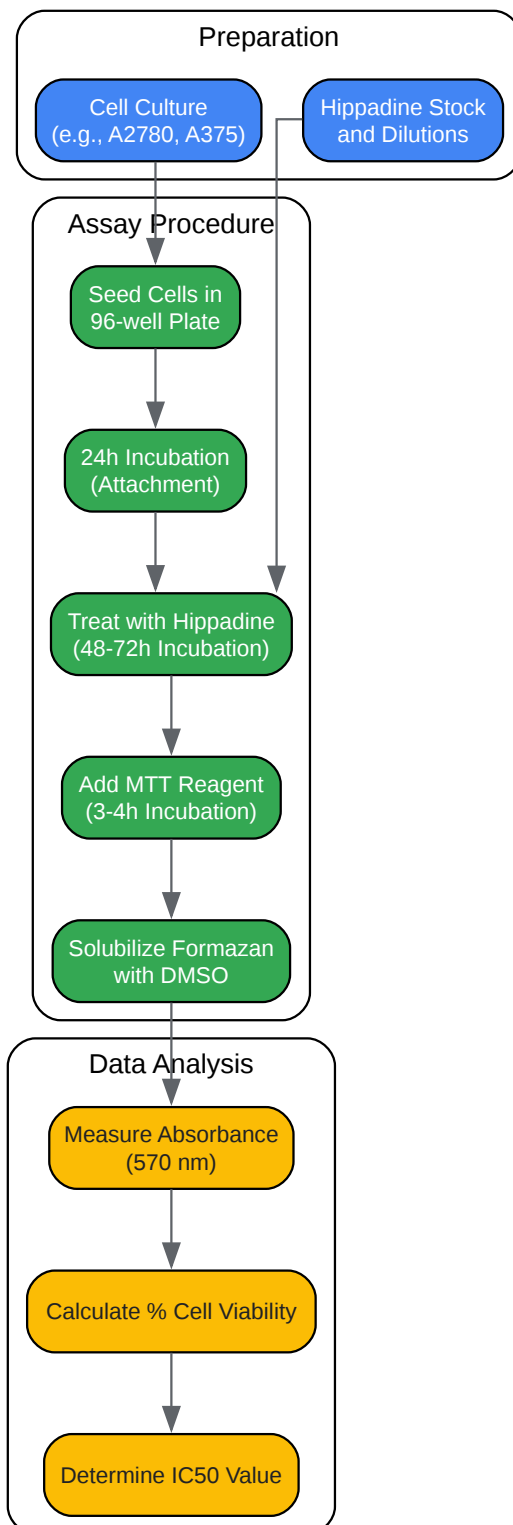 Preparation
Cell Culture
(e.g., A2780, A375)
Hippadine Stock
and Dilutions
Assay Procedure
Seed Cells in
96-well Plate
24h Incubation
(Attachment)
Treat with Hippadine
(48-72h Incubation)
Add MTT Reagent
(3-4h Incubation)
Solubilize Formazan
with DMSO
Data Analysis
Measure Absorbance
(570 nm)
Calculate % Cell Viability
Determine IC50 Value